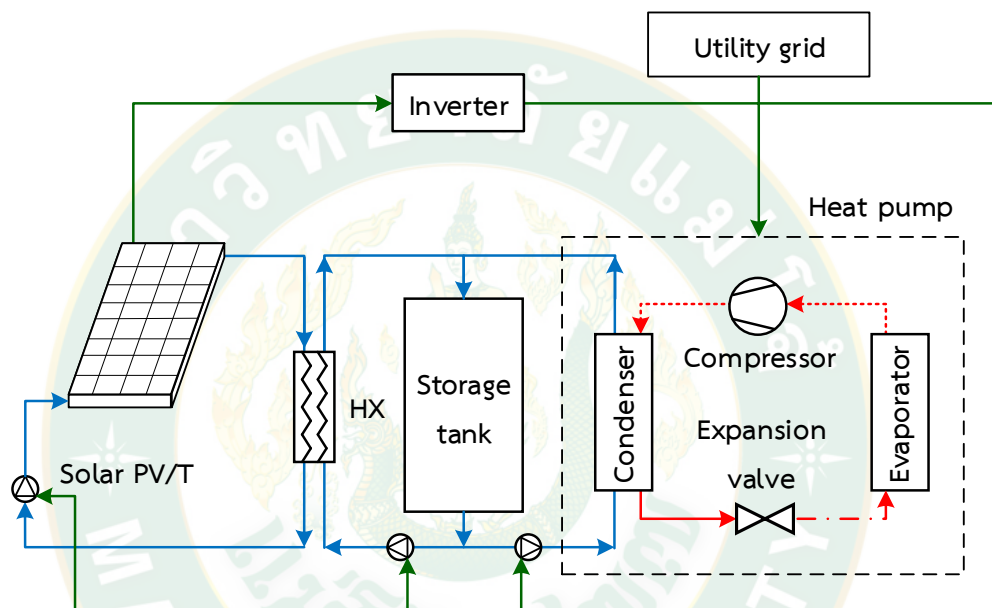 Utility grid
Inverter
Heat pump
Compressor
Storage
tank
HX
Condenser
Expansion
valve
Evaporator
Solar PV/T